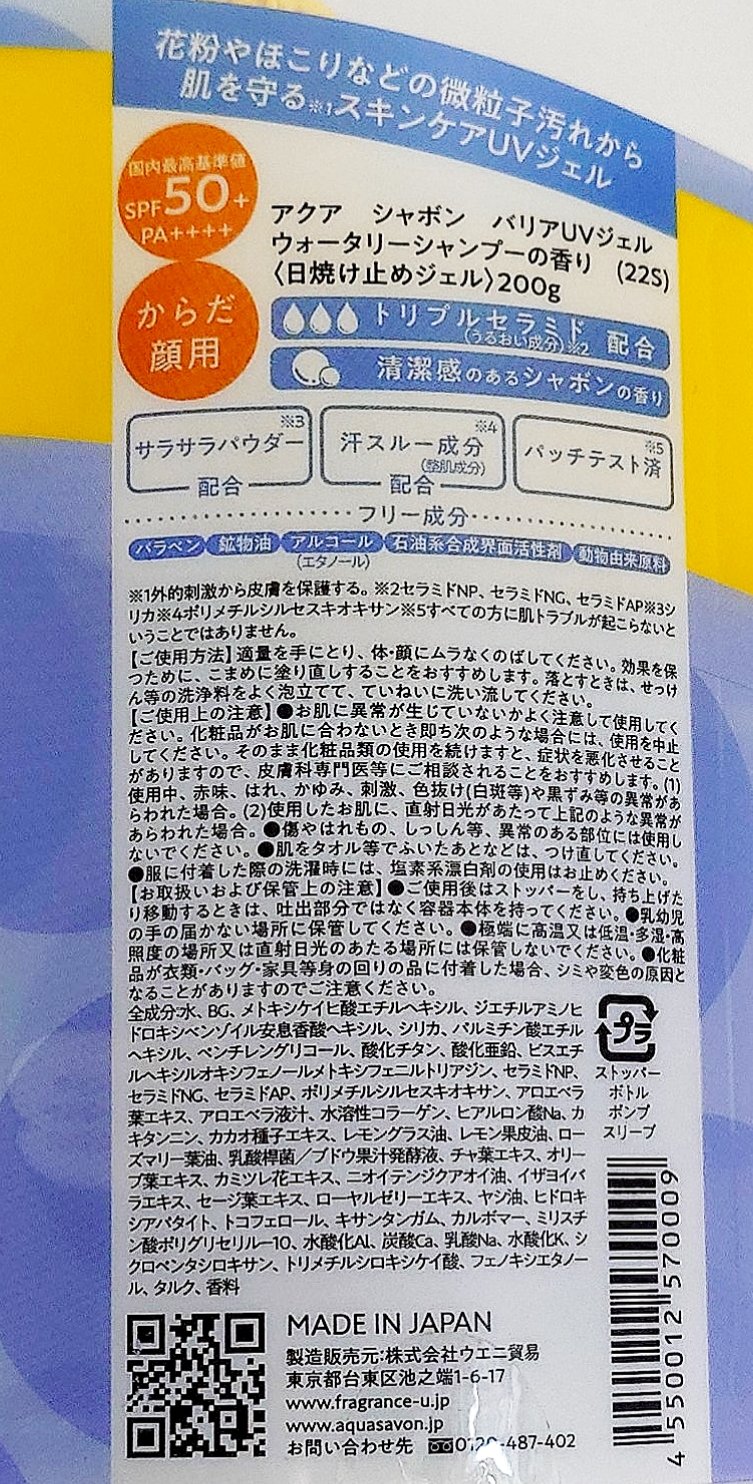 花粉やほこりなどの微粒子汚れから
肌を守る※1スキンケアUVジェル
国内最高基準値
SPF50+
PA++++
アクア シャボン バリアUVジェル
ウォータリーシャンプーの香り (22S)
〈日焼け止めジェル〉200g
からだ
顔用
トリプルセラミド 配合
(うるおい成分)※2
清潔感のあるシャボンの香り
※3
サラサラパウダー
配合
※4
汗スルー成分
(整肌成分)
配合
※5
パッチテスト済
フリー成分
パラベン 鉱物油 アルコール 石油系合成界面活性剤 動物由来原料
(エタノール)
※1外的刺激から皮膚を保護する。※2セラミドNP、セラミドNG、セラミドAP※3シ
リカ※4ポリメチルシルセスキオキサン※5すべての方に肌トラブルが起こらないと
いうことではありません。
【ご使用方法】適量を手にとり、体・顔にムラなくのばしてください。効果を保
つために、こまめに塗り直しすることをおすすめします。落とすときは、せっけ
ん等の洗浄料をよく泡立てて、ていねいに洗い流してください。
【ご使用上の注意】●お肌に異常が生じていないかよく注意して使用してく
ださい。化粧品がお肌に合わないとき即ち次のような場合には、使用を中止
してください。そのまま化粧品類の使用を続けますと、症状を悪化させること
がありますので、皮膚科専門医等にご相談されることをおすすめします。(1)
使用中、赤味、はれ、かゆみ、刺激、色抜け(白斑等)や黒ずみ等の異常があ
らわれた場合。(2)使用したお肌に、直射日光があたって上記のような異常が
あらわれた場合。●傷やはれもの、しっしん等、異常のある部位には使用し
ないでください。●肌をタオル等でふいたあとなどは、つけ直してください。
●服に付着した際の洗濯時には、塩素系漂白剤の使用はお止めください。
【お取扱いおよび保管上の注意】●ご使用後はストッパーをし、持ち上げた
り移動するときは、吐出部分ではなく容器本体を持ってください。●乳幼児
の手の届かない場所に保管してください。●極端に高温又は低温・多湿・高
照度の場所又は直射日光のあたる場所には保管しないでください。●化粧
品が衣類・バッグ・家具等身の回りの品に付着した場合、シミや変色の原因と
なることがありますのでご注意ください。
全成分:水、BG、メトキシケイヒ酸エチルヘキシル、ジエチルアミノヒ
ドロキシベンゾイル安息香酸ヘキシル、シリカ、パルミチン酸エチル
ヘキシル、ペンチレングリコール、酸化チタン、酸化亜鉛、ビスエチ
ルヘキシルオキシフェノールメトキシフェニルトリアジン、セラミドNP、
セラミドNG、セラミドAP、ポリメチルシルセスキオキサン、アロエベラ
葉エキス、アロエベラ液汁、水溶性コラーゲン、ヒアルロン酸Na、カ
キタンニン、カカオ種子エキス、レモングラス油、レモン果皮油、ロー
ズマリー葉油、乳酸桿菌/ブドウ果汁発酵液、チャ葉エキス、オリー
ブ葉エキス、カミツレ花エキス、ニオイテンジクアオイ油、イザヨイバ
ラエキス、セージ葉エキス、ローヤルゼリーエキス、ヤシ油、ヒドロキ
シアパタイト、トコフェロール、キサンタンガム、カルボマー、ミリスチ
ン酸ポリグリセリル-10、水酸化Al、炭酸Ca、乳酸Na、水酸化K、シ
クロペンタシロキサン、トリメチルシロキシケイ酸、フェノキシエタノー
ル、タルク、香料
プラ
ストッパー
ボトル
ポンプ
スリーブ
4 550012 570009
MADE IN JAPAN
製造販売元:株式会社ウエニ貿易
東京都台東区池之端1-6-17
www.fragrance-u.jp
www.aquasavon.jp
お問い合わせ先 0120-487-402